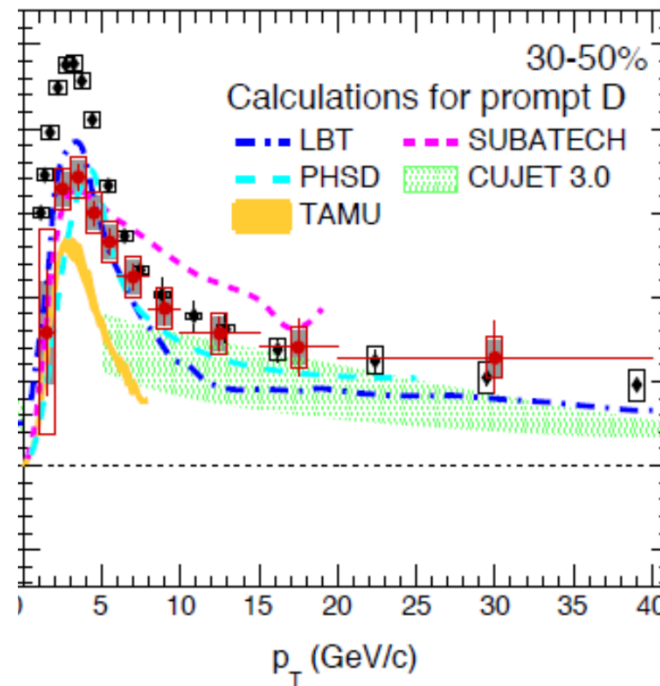 30-50%
Calculations for prompt D
LBT SUBATECH
PHSD CUJET 3.0
TAMU
5 10 15 20 25 30 35 40
p_T (GeV/c)